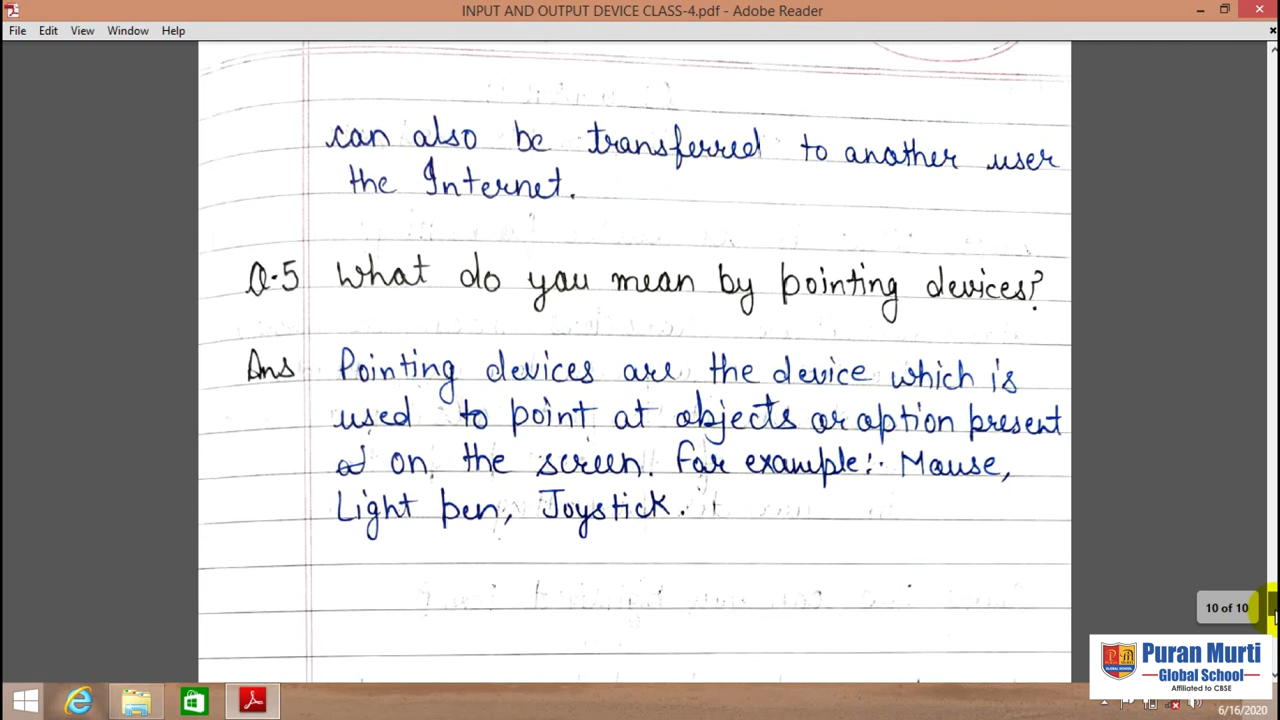 INPUT AND OUTPUT DEVICE CLASS-4.pdf - Adobe Reader
File Edit View Window Help
can also be transferred to another user
the Internet.
Q.5 What do you mean by pointing devices?
Ans Pointing devices are the device which is
used to point at objects or option present
on the screen. For example:- Mouse,
Light pen, Joystick.
10 of 10
Puran Murti
Global School
Affiliated to CBSE
PM
GLOBAL SCHOOL
6/16/2020